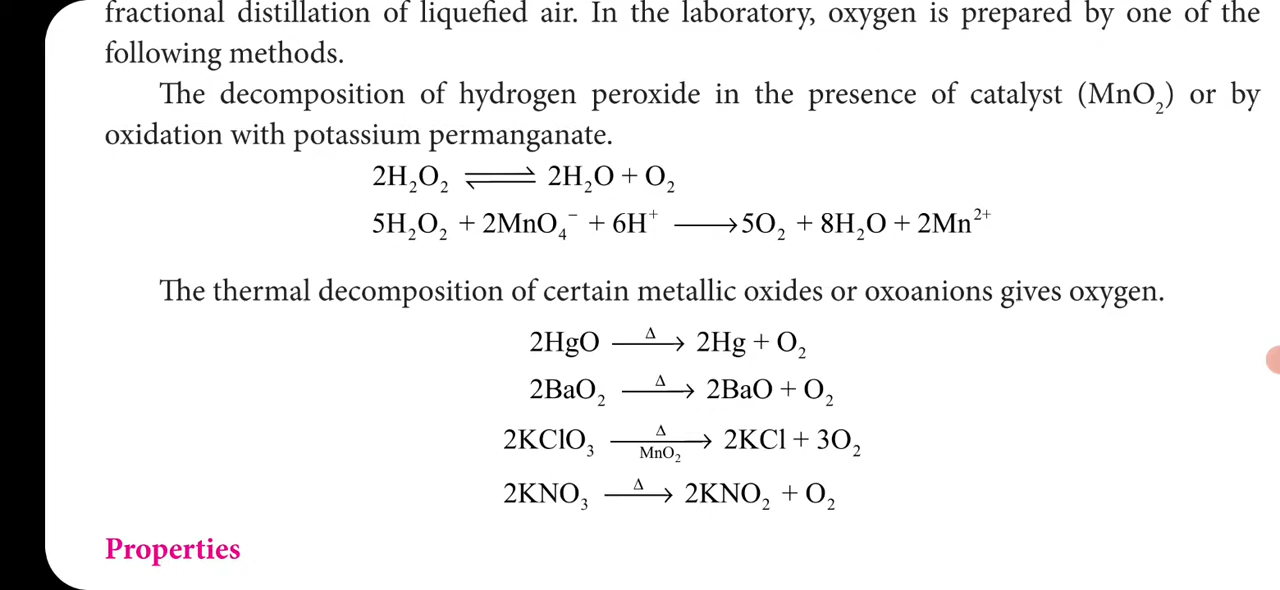 fractional distillation of liquefied air. In the laboratory, oxygen is prepared by one of the
following methods.
The decomposition of hydrogen peroxide in the presence of catalyst (MnO₂) or by
oxidation with potassium permanganate.
2H₂O₂ ⇌ 2H₂O + O₂
5H₂O₂ + 2MnO₄⁻ + 6H⁺ ⟶ 5O₂ + 8H₂O + 2Mn²⁺
The thermal decomposition of certain metallic oxides or oxoanions gives oxygen.
2HgO —Δ→ 2Hg + O₂
2BaO₂ —Δ→ 2BaO + O₂
2KClO₃ —Δ/MnO₂→ 2KCl + 3O₂
2KNO₃ —Δ→ 2KNO₂ + O₂
Properties